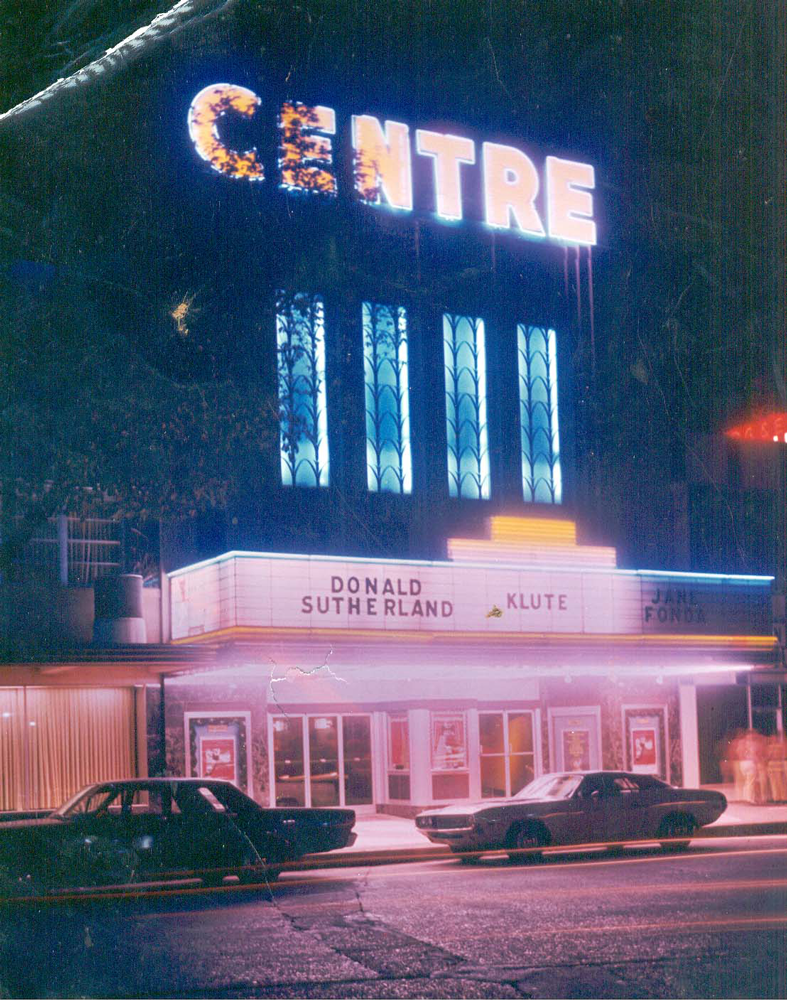 CENTRE
DONALD
SUTHERLAND
KLUTE
JANE
FONDA